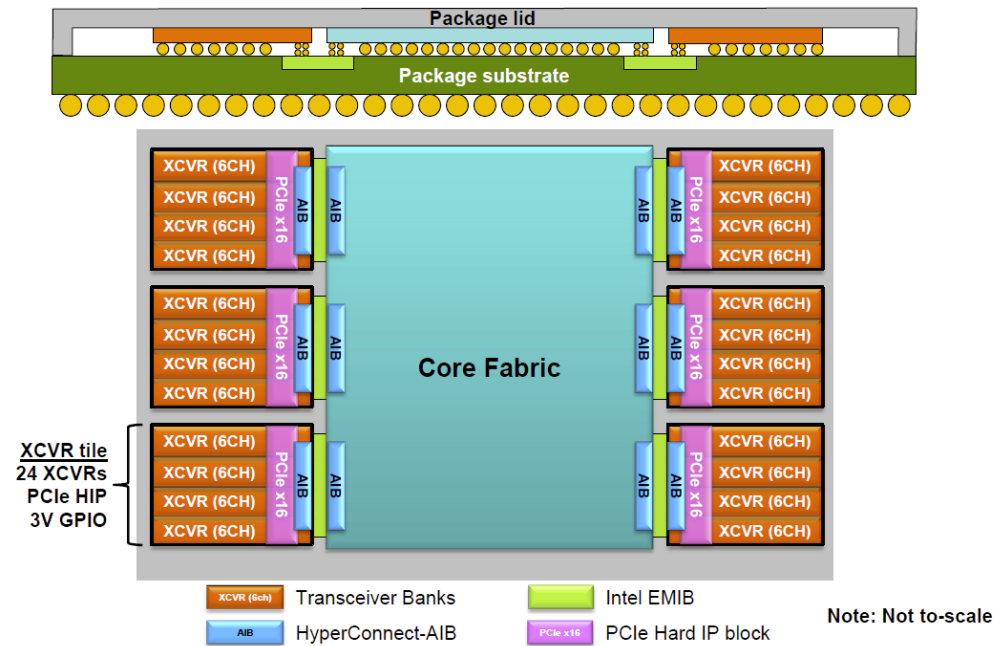 Package lid
Package substrate
XCVR (6CH)
XCVR (6CH)
XCVR (6CH)
XCVR (6CH)
PCIe x16
AIB
AIB
AIB
AIB
PCIe x16
XCVR (6CH)
XCVR (6CH)
XCVR (6CH)
XCVR (6CH)
XCVR (6CH)
XCVR (6CH)
XCVR (6CH)
XCVR (6CH)
PCIe x16
AIB
AIB
Core Fabric
AIB
AIB
PCIe x16
XCVR (6CH)
XCVR (6CH)
XCVR (6CH)
XCVR (6CH)
XCVR tile
24 XCVRs
PCIe HIP
3V GPIO
XCVR (6CH)
XCVR (6CH)
XCVR (6CH)
XCVR (6CH)
PCIe x16
AIB
AIB
AIB
AIB
PCIe x16
XCVR (6CH)
XCVR (6CH)
XCVR (6CH)
XCVR (6CH)
XCVR (6ch)
Transceiver Banks
Intel EMIB
AIB
HyperConnect-AIB
PCIe x16
PCIe Hard IP block
Note: Not to-scale